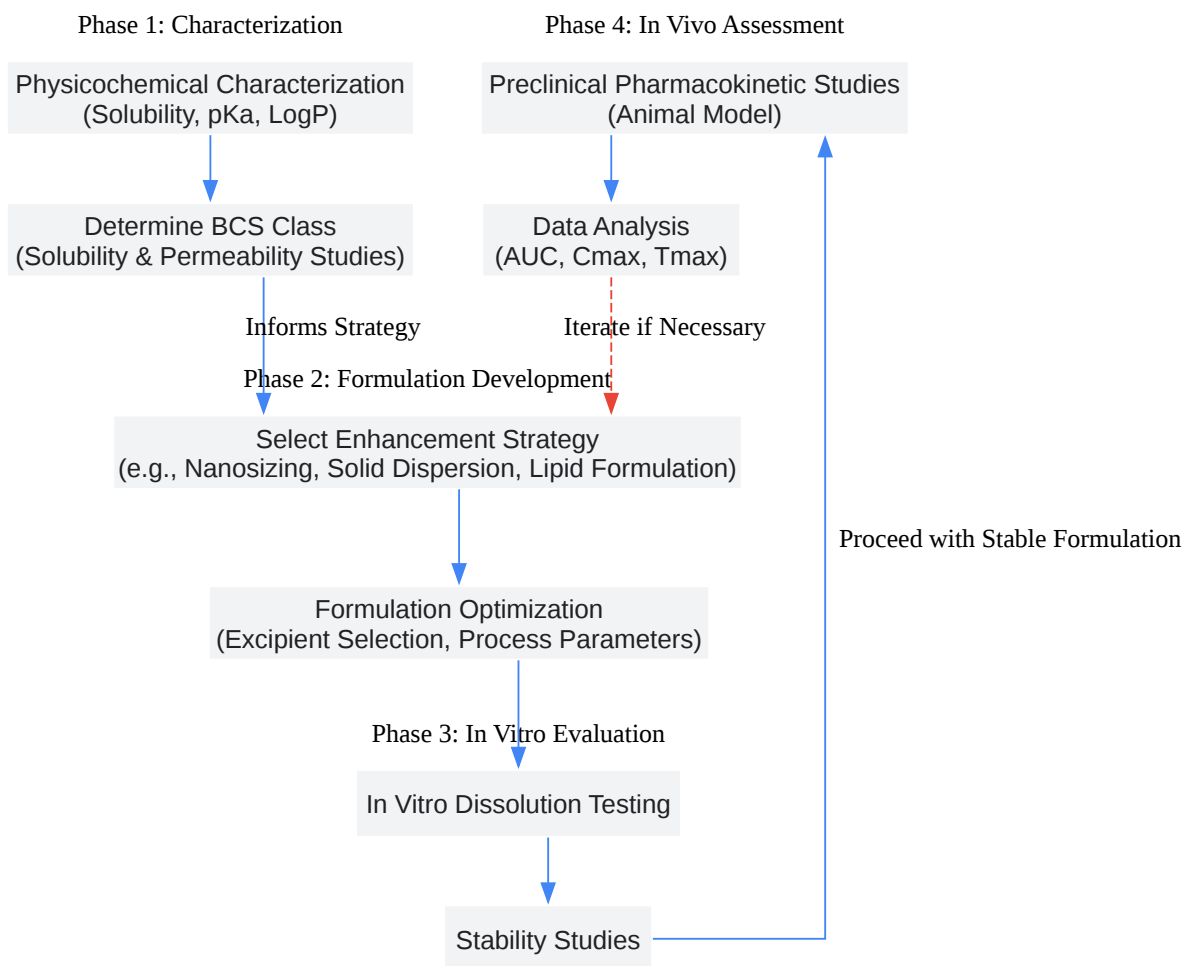 Phase 1: Characterization
Physicochemical Characterization
(Solubility, pKa, LogP)
Determine BCS Class
(Solubility & Permeability Studies)
Informs Strategy
Phase 4: In Vivo Assessment
Preclinical Pharmacokinetic Studies
(Animal Model)
Data Analysis
(AUC, Cmax, Tmax)
Iterate if Necessary
Phase 2: Formulation Development
Select Enhancement Strategy
(e.g., Nanosizing, Solid Dispersion, Lipid Formulation)
Formulation Optimization
(Excipient Selection, Process Parameters)
Phase 3: In Vitro Evaluation
In Vitro Dissolution Testing
Stability Studies
Proceed with Stable Formulation